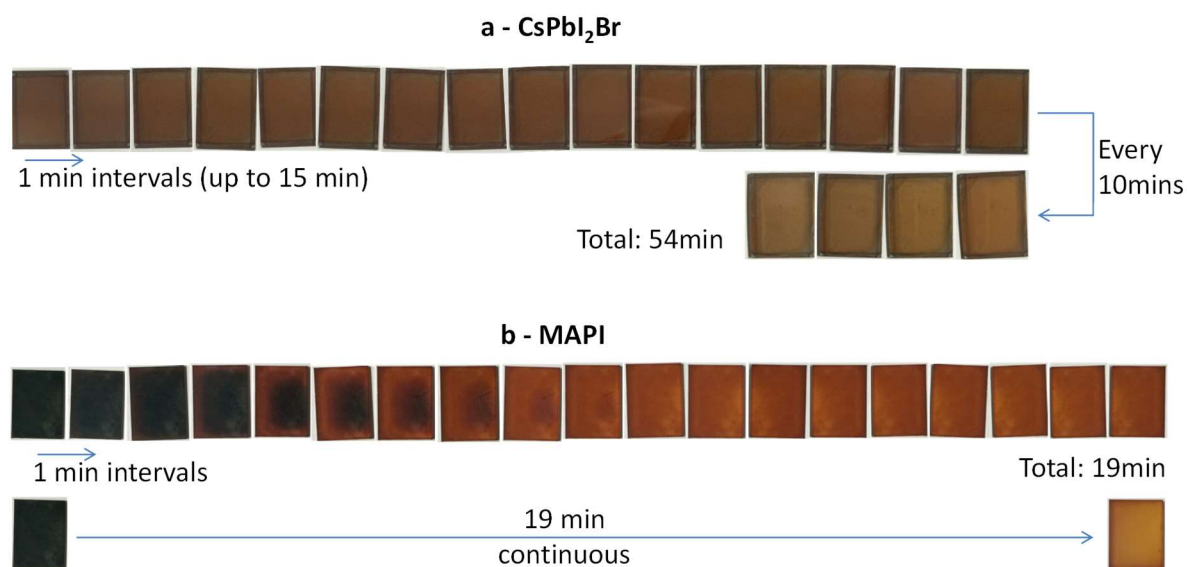 a - CsPbI₂Br
1 min intervals (up to 15 min)
Every
10mins
Total: 54min
b - MAPI
1 min intervals
Total: 19min
19 min
continuous